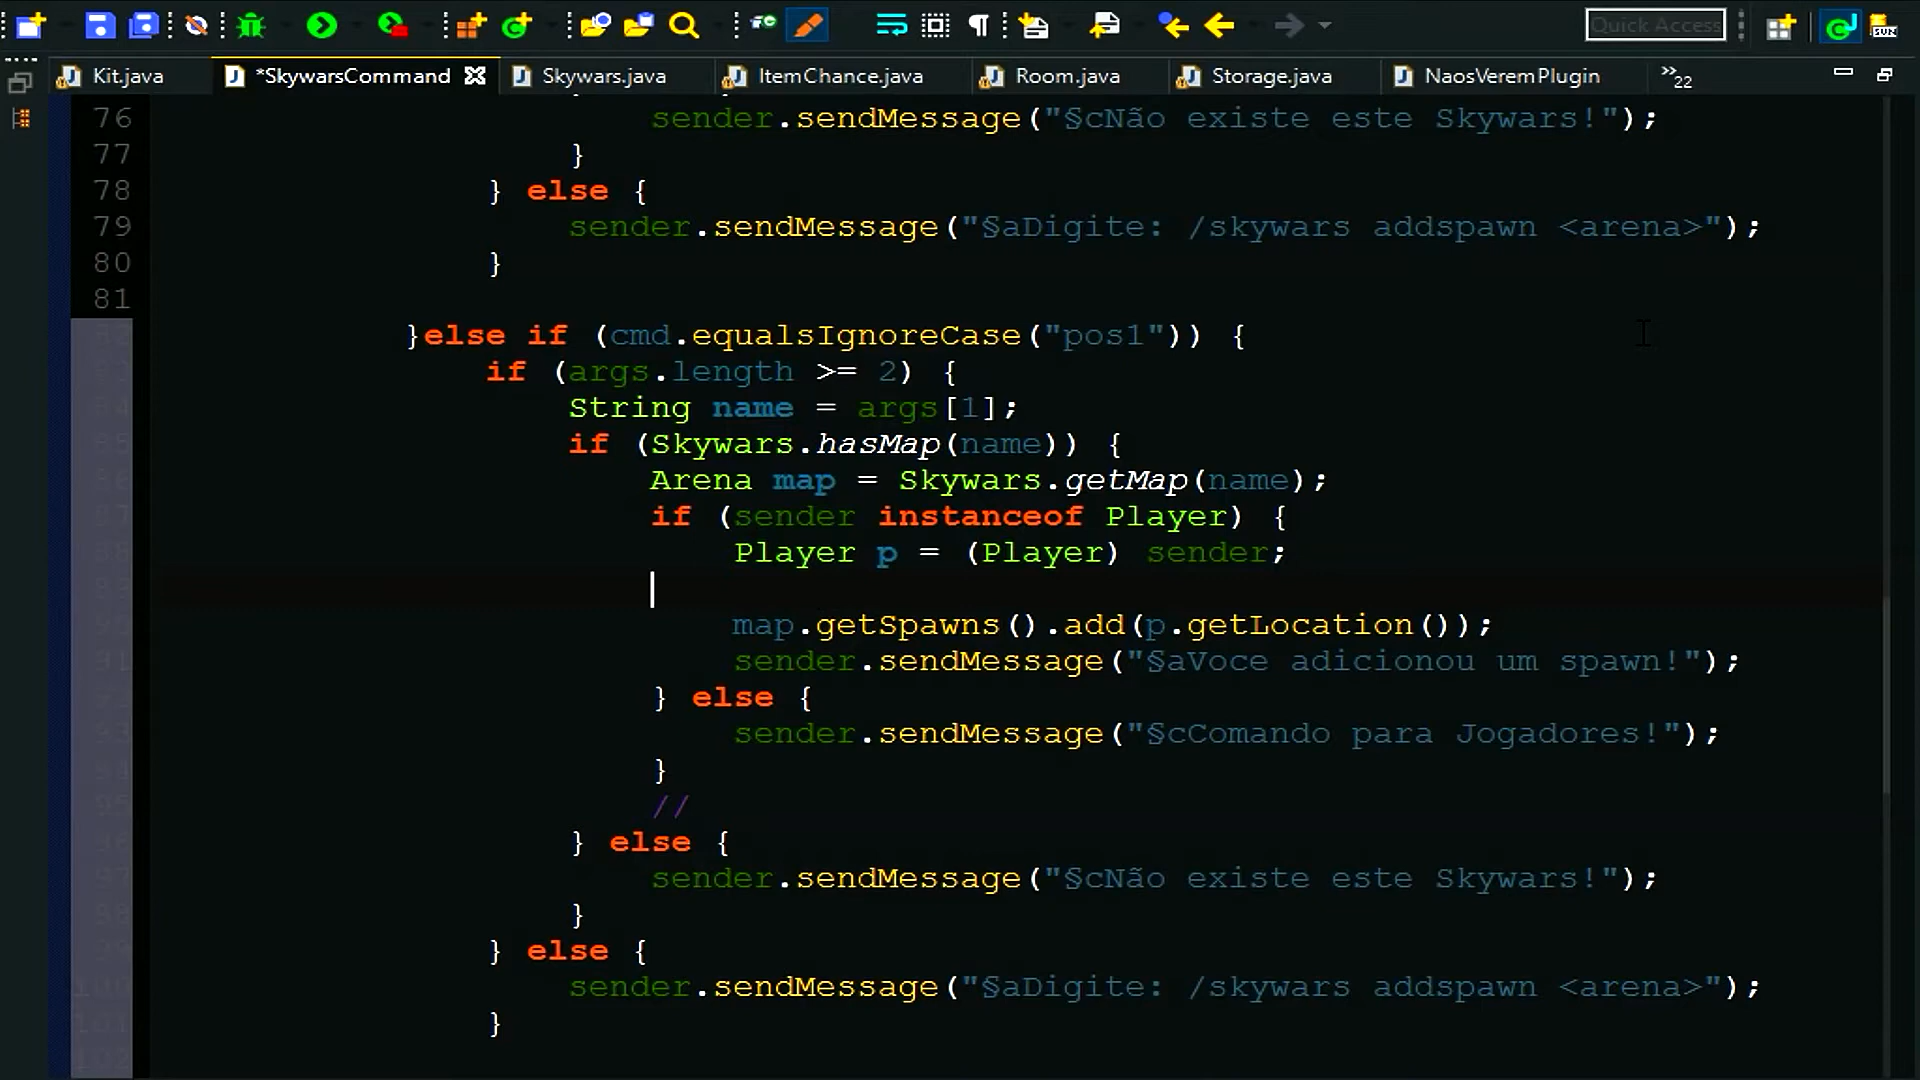 Quick Access
Kit.java
*SkywarsCommand
Skywars.java
ItemChance.java
Room.java
Storage.java
NaosVeremPlugin
»22
76 sender.sendMessage("§cNão existe este Skywars!");
77 }
78 } else {
79 sender.sendMessage("§aDigite: /skywars addspawn <arena>");
80 }
81
}else if (cmd.equalsIgnoreCase("pos1")) {
if (args.length >= 2) {
String name = args[1];
if (Skywars.hasMap(name)) {
Arena map = Skywars.getMap(name);
if (sender instanceof Player) {
Player p = (Player) sender;
map.getSpawns().add(p.getLocation());
sender.sendMessage("§aVoce adicionou um spawn!");
} else {
sender.sendMessage("§cComando para Jogadores!");
}
//
} else {
sender.sendMessage("§cNão existe este Skywars!");
}
} else {
sender.sendMessage("§aDigite: /skywars addspawn <arena>");
}